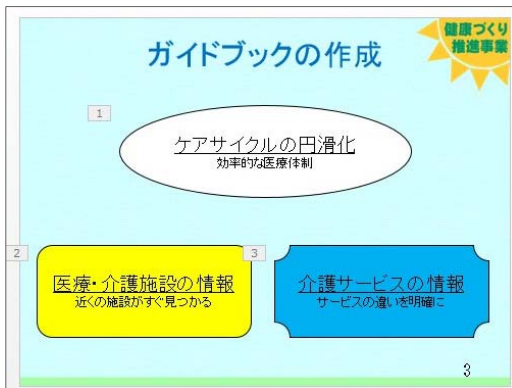 健康づくり
推進事業
ガイドブックの作成
1
ケアサイクルの円滑化
効率的な医療体制
2
医療・介護施設の情報
近くの施設がすぐ見つかる
3
介護サービスの情報
サービスの違いを明確に
3